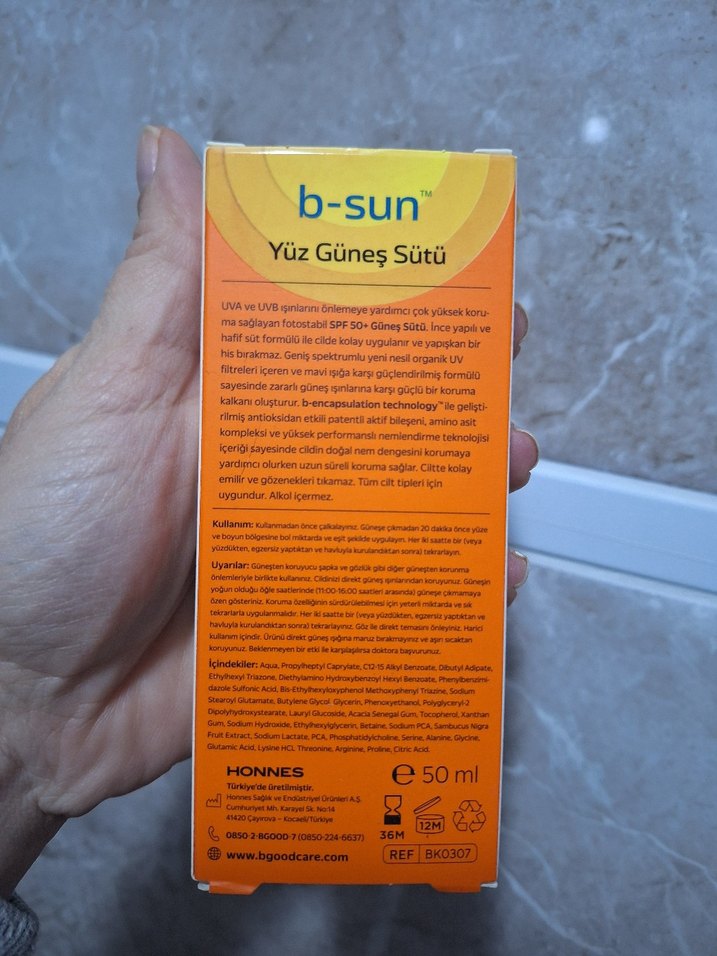 b-sun™
Yüz Güneş Sütü
UVA ve UVB ışınlarını önlemeye yardımcı çok yüksek koru-
ma sağlayan fotostabil SPF 50+ Güneş Sütü. İnce yapılı ve
hafif süt formülü ile cilde kolay uygulanır ve yapışkan bir
his bırakmaz. Geniş spektrumlu yeni nesil organik UV
filtreleri içeren ve mavi ışığa karşı güçlendirilmiş formülü
sayesinde zararlı güneş ışınlarına karşı güçlü bir koruma
kalkanı oluşturur. b-encapsulation technology™ ile gelişti-
rilmiş antioksidan etkili patentli aktif bileşeni, amino asit
kompleksi ve yüksek performanslı nemlendirme teknolojisi
içeriği sayesinde cildin doğal nem dengesini korumaya
yardımcı olurken uzun süreli koruma sağlar. Ciltte kolay
emilir ve gözenekleri tıkamaz. Tüm cilt tipleri için
uygundur. Alkol içermez.
Kullanım: Kullanmadan önce çalkalayınız. Güneşe çıkmadan 20 dakika önce yüze
ve boyun bölgesine bol miktarda ve eşit şekilde uygulayın. Her iki saatte bir (veya
yüzdükten, egzersiz yaptıktan ve havluyla kurulandıktan sonra) tekrarlayın.
Uyarılar: Güneşten koruyucu şapka ve gözlük gibi diğer güneşten korunma
önlemleriyle birlikte kullanınız. Cildinizi direkt güneş ışınlarından koruyunuz. Güneşin
yoğun olduğu öğle saatlerinde (11:00-16:00 saatleri arasında) güneşe çıkmamaya
özen gösteriniz. Koruma özelliğinin sürdürülebilmesi için yeterli miktarda ve sık
tekrarlarla uygulanmalıdır. Her iki saatte bir (veya yüzdükten, egzersiz yaptıktan ve
havluyla kurulandıktan sonra) tekrarlayınız. Göz ile direkt temasını önleyiniz. Harici
kullanım içindir. Ürünü direkt güneş ışığına maruz bırakmayınız ve aşırı sıcaktan
koruyunuz. Beklenmeyen bir etki ile karşılaşılırsa doktora başvurunuz.
İçindekiler: Aqua, Propylheptyl Caprylate, C12-15 Alkyl Benzoate, Dibutyl Adipate,
Ethylhexyl Triazone, Diethylamino Hydroxybenzoyl Hexyl Benzoate, Phenylbenzimi-
dazole Sulfonic Acid, Bis-Ethylhexyloxyphenol Methoxyphenyl Triazine, Sodium
Stearoyl Glutamate, Butylene Glycol, Glycerin, Phenoxyethanol, Polyglyceryl-2
Dipolyhydroxystearate, Lauryl Glucoside, Acacia Senegal Gum, Tocopherol, Xanthan
Gum, Sodium Hydroxide, Ethylhexylglycerin, Betaine, Sodium PCA, Sambucus Nigra
Fruit Extract, Sodium Lactate, PCA, Phosphatidylcholine, Serine, Alanine, Glycine,
Glutamic Acid, Lysine HCL, Threonine, Arginine, Proline, Citric Acid.
HONNES
Türkiye'de üretilmiştir.
Honnes Sağlık ve Endüstriyel Ürünleri A.Ş.
Cumhuriyet Mh. Karayel Sk. No:14
41420 Çayırova – Kocaeli/Türkiye
0850·2·BGOOD·7 (0850-224-6637)
www.bgoodcare.com
e 50 ml
36M
12M
REF BK0307